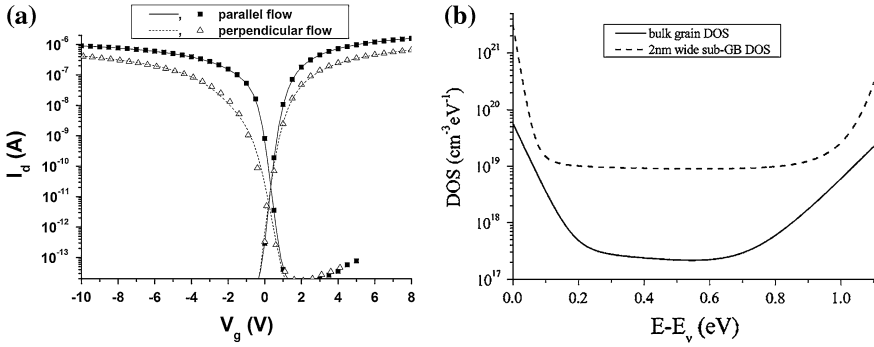 (a)
, parallel flow
, perpendicular flow
10⁻⁶
10⁻⁷
10⁻⁸
10⁻⁹
10⁻¹⁰
10⁻¹¹
10⁻¹²
10⁻¹³
I_d (A)
-10 -8 -6 -4 -2 0 2 4 6 8
V_g (V)
(b)
bulk grain DOS
2nm wide sub-GB DOS
10²¹
10²⁰
10¹⁹
10¹⁸
10¹⁷
DOS (cm⁻³eV⁻¹)
0.0 0.2 0.4 0.6 0.8 1.0
E-E_ν (eV)